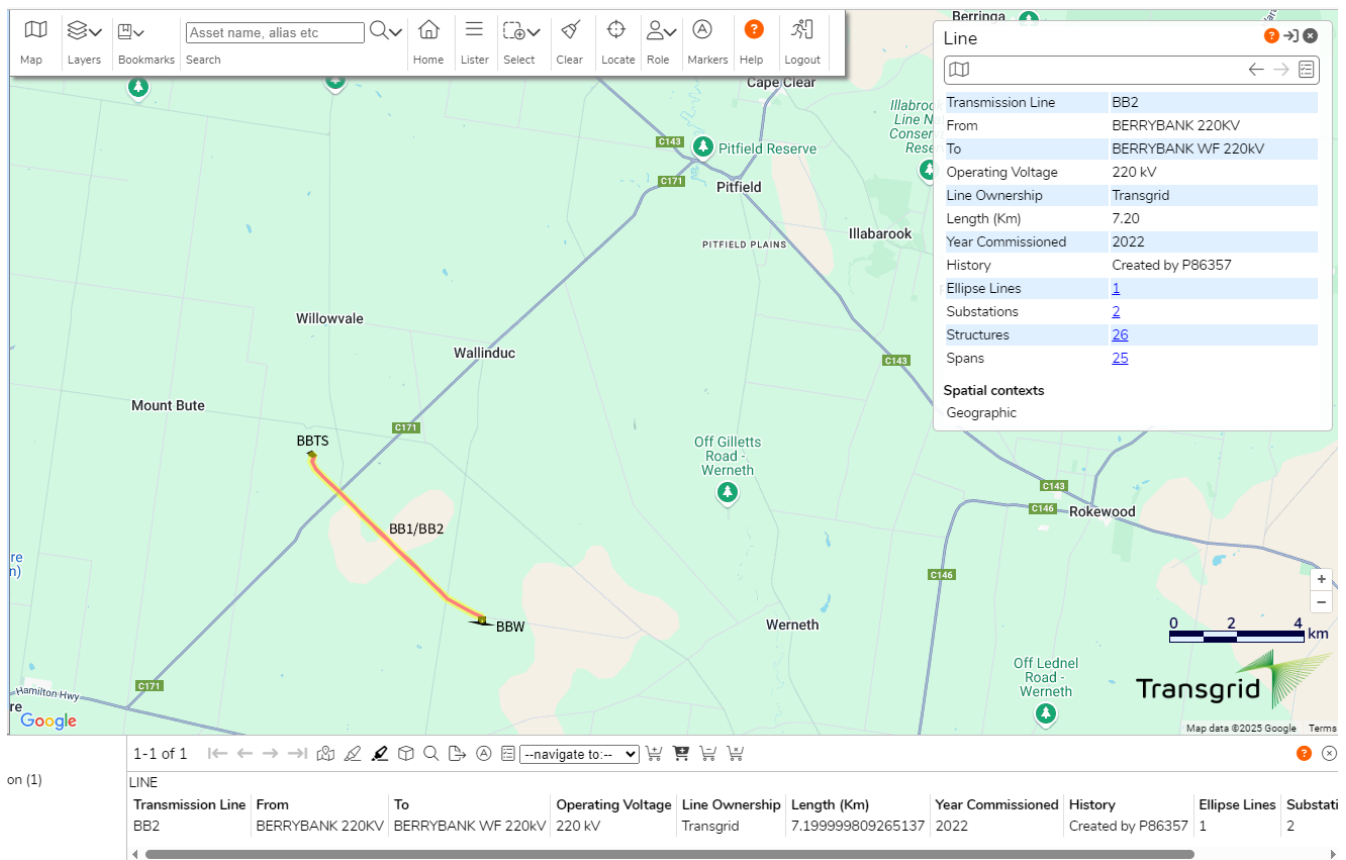 Map
Layers
Bookmarks
Asset name, alias etc
Search
Home
Lister
Select
Clear
Locate
Role
Markers
? Help
Logout
Berringa
Cape Clear
C143
Pitfield Reserve
C171
Pitfield
PITFIELD PLAINS
Illabarook
Willowvale
Wallinduc
C143
Mount Bute
C171
BBTS
Off Gilletts
Road -
Werneth
BB1/BB2
C143
C146 Rokewood
C146
BBW
Werneth
Off Lednel
Road -
Werneth
C171
Hamilton Hwy
re
n)
re
Google
+
−
0 2 4 km
Transgrid
Map data ©2025 Google Terms
Line
?
Transmission Line BB2
From BERRYBANK 220KV
To BERRYBANK WF 220kV
Operating Voltage 220 kV
Line Ownership Transgrid
Length (Km) 7.20
Year Commissioned 2022
History Created by P86357
Ellipse Lines 1
Substations 2
Structures 26
Spans 25
Spatial contexts
Geographic
on (1)
1-1 of 1 --navigate to:-- ?
LINE
Transmission Line From To Operating Voltage Line Ownership Length (Km) Year Commissioned History Ellipse Lines Substati
BB2 BERRYBANK 220KV BERRYBANK WF 220kV 220 kV Transgrid 7.199999809265137 2022 Created by P86357 1 2